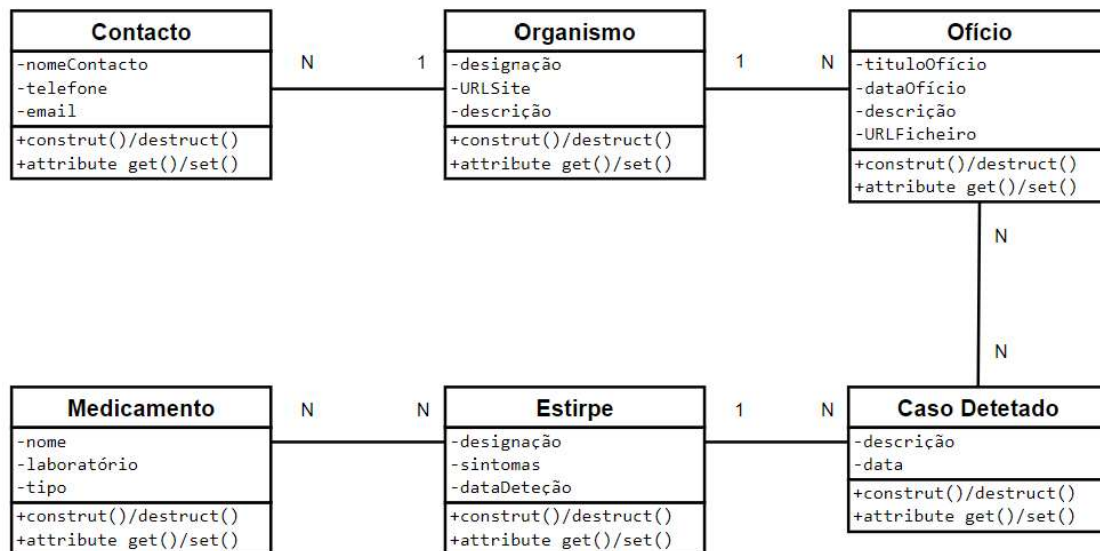 Contacto
-nomeContacto
-telefone
-email
+construt()/destruct()
+attribute get()/set()
N
1
Organismo
-designação
-URLSite
-descrição
+construt()/destruct()
+attribute get()/set()
1
N
Ofício
-tituloOfício
-dataOfício
-descrição
-URLFicheiro
+construt()/destruct()
+attribute get()/set()
N
N
Medicamento
-nome
-laboratório
-tipo
+construt()/destruct()
+attribute get()/set()
N
N
Estirpe
-designação
-sintomas
-dataDeteção
+construt()/destruct()
+attribute get()/set()
1
N
Caso Detetado
-descrição
-data
+construt()/destruct()
+attribute get()/set()